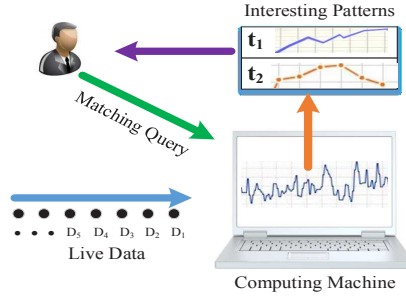 Interesting Patterns
t₁
t₂
Matching Query
• • • D₅ D₄ D₃ D₂ D₁
Live Data
Computing Machine